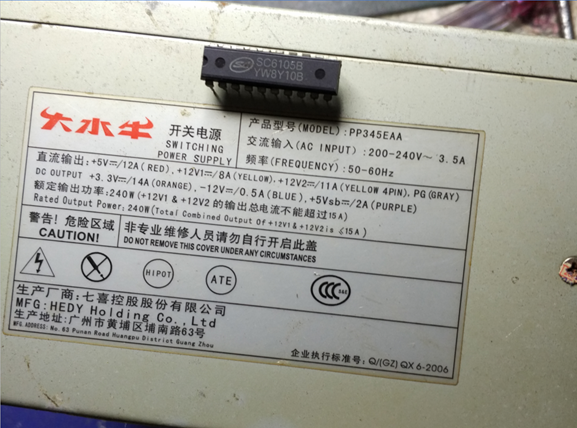 SC6105B
YW8Y10B
大水牛
开关电源
SWITCHING
POWER SUPPLY
产品型号(MODEL):PP345EAA
交流输入(AC INPUT):200-240V～ 3.5A
频率(FREQUENCY):50-60Hz
直流输出:+5V⎓/12A(RED), +12V1⎓/8A(YELLOW), +12V2⎓/11A(YELLOW 4PIN), PG(GRAY)
DC OUTPUT +3.3V⎓/14A(ORANGE), -12V⎓/0.5A(BLUE), +5Vsb⎓/2A(PURPLE)
额定输出功率:240W(+12V1 & +12V2 的输出总电流不能超过15A)
Rated Output Power:240W(Total Combined Output Of +12V1 & +12V2is ≤15A)
警告!危险区域
CAUTION!
非专业维修人员请勿自行开启此盖
DO NOT REMOVE THIS COVER UNDER ANY CIRCUMSTANCES
HIPOT
ATE
CCC
S&E
生产厂商:七喜控股股份有限公司
MFG: HEDY Holding Co., Ltd
生产地址:广州市黄埔区埔南路63号
MFG ADDRESS: No.63 Punan Road Huangpu District Guang Zhou
企业执行标准号: Q/(GZ) QX 6-2006